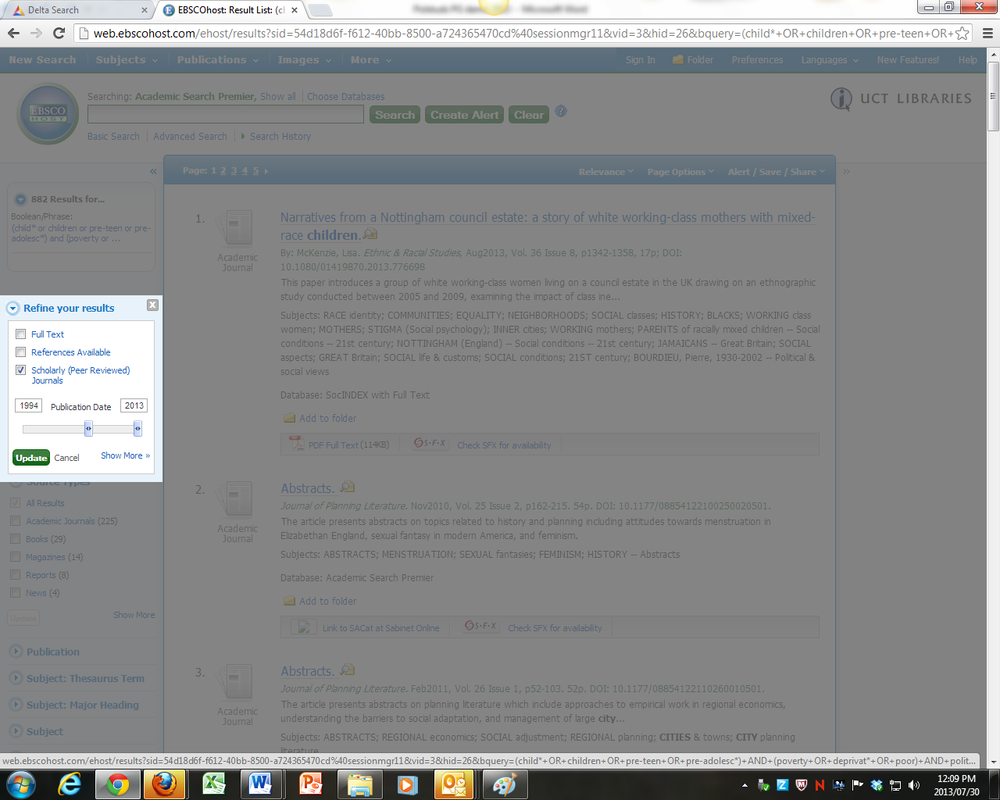 Delta Search
EBSCOhost: Result List: (cl
- Microsoft Word
web.ebscohost.com/ehost/results?sid=54d18d6f-f612-40bb-8500-a724365470cd%40sessionmgr11&vid=3&hid=26&bquery=(child*+OR+children+OR+pre-teen+OR+
New Search Subjects Publications Images More Sign In Folder Preferences Languages New Features! Help
EBSCO
HOST
Searching: Academic Search Premier, Show all Choose Databases
Search Create Alert Clear ?
Basic Search Advanced Search Search History
UCT LIBRARIES
« Page: 1 2 3 4 5 Relevance Page Options Alert / Save / Share »
882 Results for...
Boolean/Phrase:
(child* or children or pre-teen or pre-
adolesc*) and (poverty or ...
Refine your results
Full Text
References Available
Scholarly (Peer Reviewed)
Journals
1994 Publication Date 2013
Update Cancel Show More »
Source Types
All Results
Academic Journals (225)
Books (29)
Magazines (14)
Reports (8)
News (4)
Update Show More
Publication
Subject: Thesaurus Term
Subject: Major Heading
Subject
1. Narratives from a Nottingham council estate: a story of white working-class mothers with mixed-
race children.
Academic
Journal
By: McKenzie, Lisa. Ethnic & Racial Studies, Aug2013, Vol. 36 Issue 8, p1342-1358, 17p; DOI:
10.1080/01419870.2013.776698
This paper introduces a group of white working-class women living on a council estate in the UK drawing on an ethnographic
study conducted between 2005 and 2009, examining the impact of class ine...
Subjects: RACE identity; COMMUNITIES; EQUALITY; NEIGHBORHOODS; SOCIAL classes; HISTORY; BLACKS; WORKING class
women; MOTHERS; STIGMA (Social psychology); INNER cities; WORKING mothers; PARENTS of racially mixed children -- Social
conditions -- 21st century; NOTTINGHAM (England) -- Social conditions -- 21st century; JAMAICANS -- Great Britain; SOCIAL
aspects; GREAT Britain; SOCIAL life & customs; SOCIAL conditions; 21ST century; BOURDIEU, Pierre, 1930-2002 -- Political &
social views
Database: SocINDEX with Full Text
Add to folder
PDF Full Text (114KB) S·F·X Check SFX for availability
2. Abstracts.
Academic
Journal
Journal of Planning Literature. Nov2010, Vol. 25 Issue 2, p162-215. 54p. DOI: 10.1177/08854122100250020501.
The article presents abstracts on topics related to history and planning including attitudes towards menstruation in
Elizabethan England, sexual fantasy in modern America, and feminism.
Subjects: ABSTRACTS; MENSTRUATION; SEXUAL fantasies; FEMINISM; HISTORY -- Abstracts
Database: Academic Search Premier
Add to folder
Link to SACat at Sabinet Online S·F·X Check SFX for availability
3. Abstracts.
Academic
Journal
Journal of Planning Literature. Feb2011, Vol. 26 Issue 1, p52-103. 52p. DOI: 10.1177/08854122110260010501.
The article presents abstracts on planning literature which include approaches to empirical work in regional economics,
understanding the barriers to social adaptation, and management of large city...
Subjects: ABSTRACTS; REGIONAL economics; SOCIAL adjustment; REGIONAL planning; CITIES & towns; CITY planning
literature
web.ebscohost.com/ehost/results?sid=54d18d6f-f612-40bb-8500-a724365470cd%40sessionmgr11&vid=3&hid=26&bquery=(child*+OR+children+OR+pre-teen+OR+pre-adolesc*)+AND+(poverty+OR+deprivat*+OR+poor)+AND+polit...
12:09 PM
2013/07/30